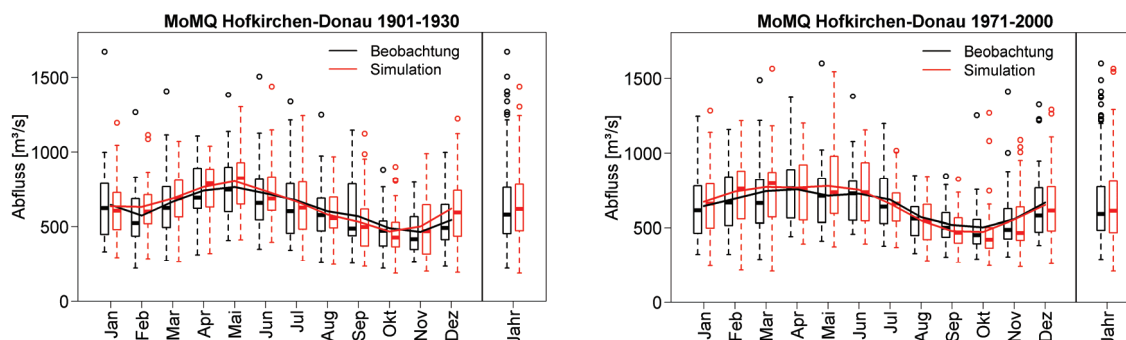 MoMQ Hofkirchen-Donau 1901-1930
Beobachtung
Simulation
Abfluss [m³/s]
1500
1000
500
0
Jan Feb Mar Apr Mai Jun Jul Aug Sep Okt Nov Dez Jahr
MoMQ Hofkirchen-Donau 1971-2000
Beobachtung
Simulation
Abfluss [m³/s]
1500
1000
500
0
Jan Feb Mar Apr Mai Jun Jul Aug Sep Okt Nov Dez Jahr